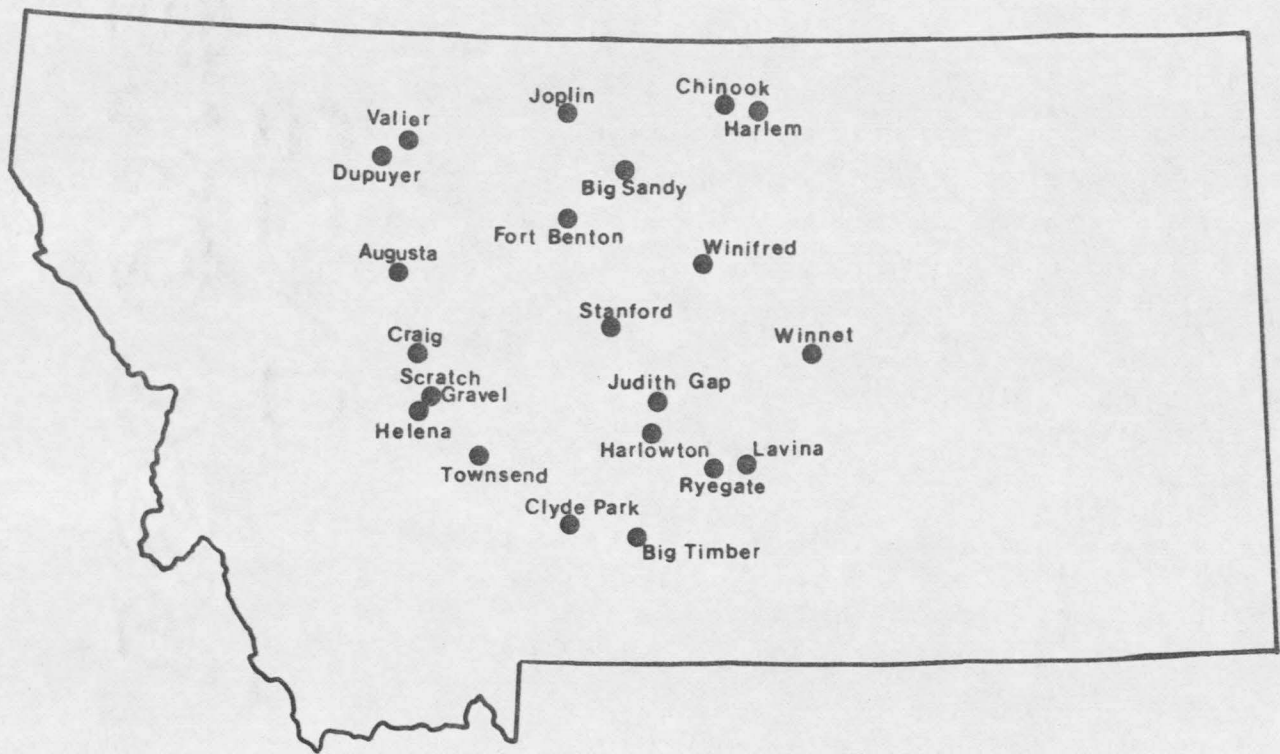 Joplin
Chinook
Harlem
Valier
Dupuyer
Big Sandy
Fort Benton
Winifred
Augusta
Stanford
Craig
Winnet
Scratch
Gravel
Judith Gap
Helena
Harlowton
Lavina
Townsend
Ryegate
Clyde Park
Big Timber